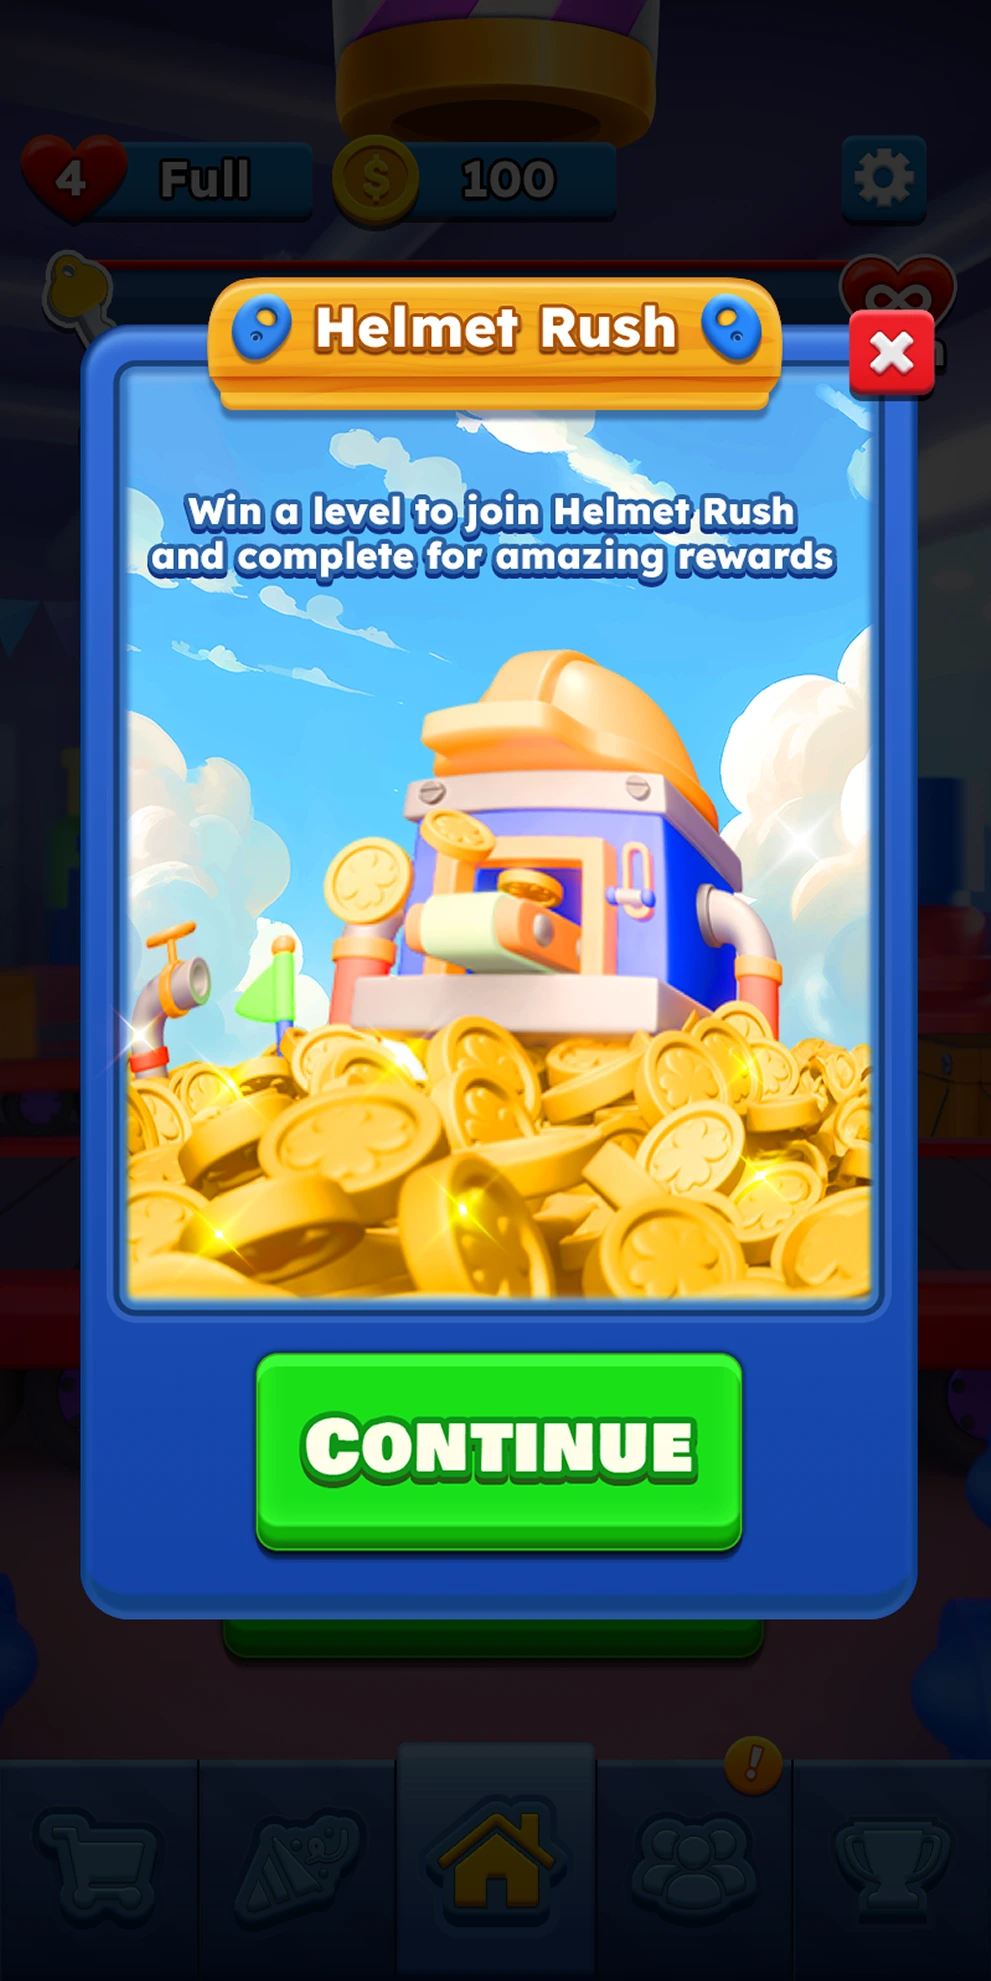 4
Full
100
Helmet Rush
Win a level to join Helmet Rush
and complete for amazing rewards
CONTINUE
!